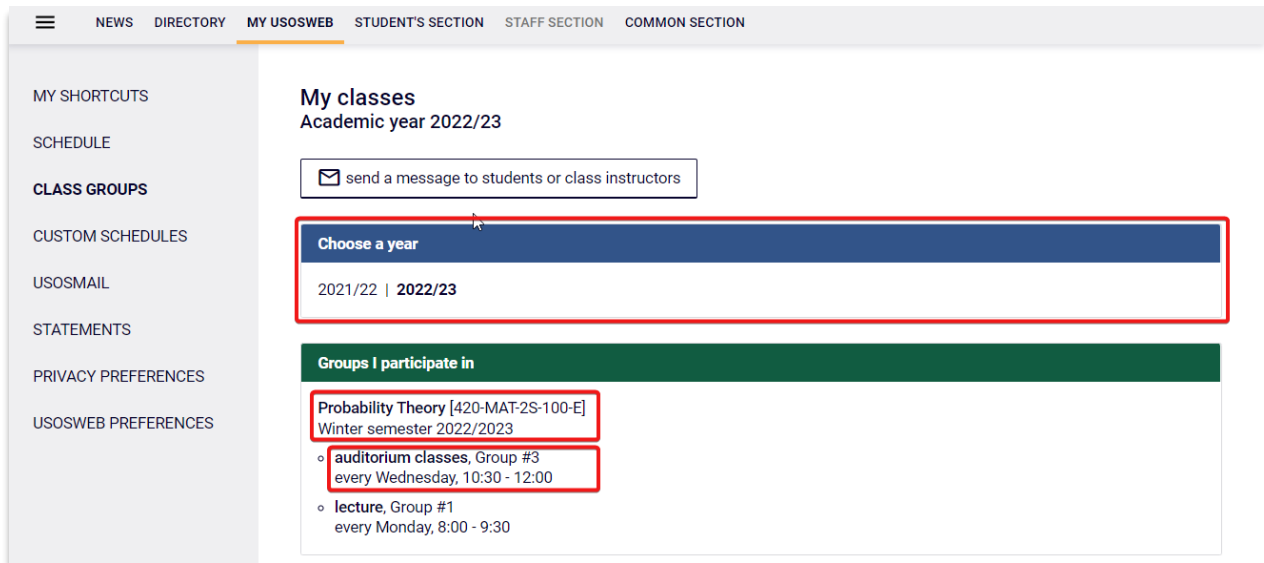 NEWS DIRECTORY MY USOSWEB STUDENT'S SECTION STAFF SECTION COMMON SECTION
MY SHORTCUTS
SCHEDULE
CLASS GROUPS
CUSTOM SCHEDULES
USOSMAIL
STATEMENTS
PRIVACY PREFERENCES
USOSWEB PREFERENCES
My classes
Academic year 2022/23
send a message to students or class instructors
Choose a year
2021/22 | 2022/23
Groups I participate in
Probability Theory [420-MAT-2S-100-E]
Winter semester 2022/2023
auditorium classes, Group #3
every Wednesday, 10:30 - 12:00
lecture, Group #1
every Monday, 8:00 - 9:30